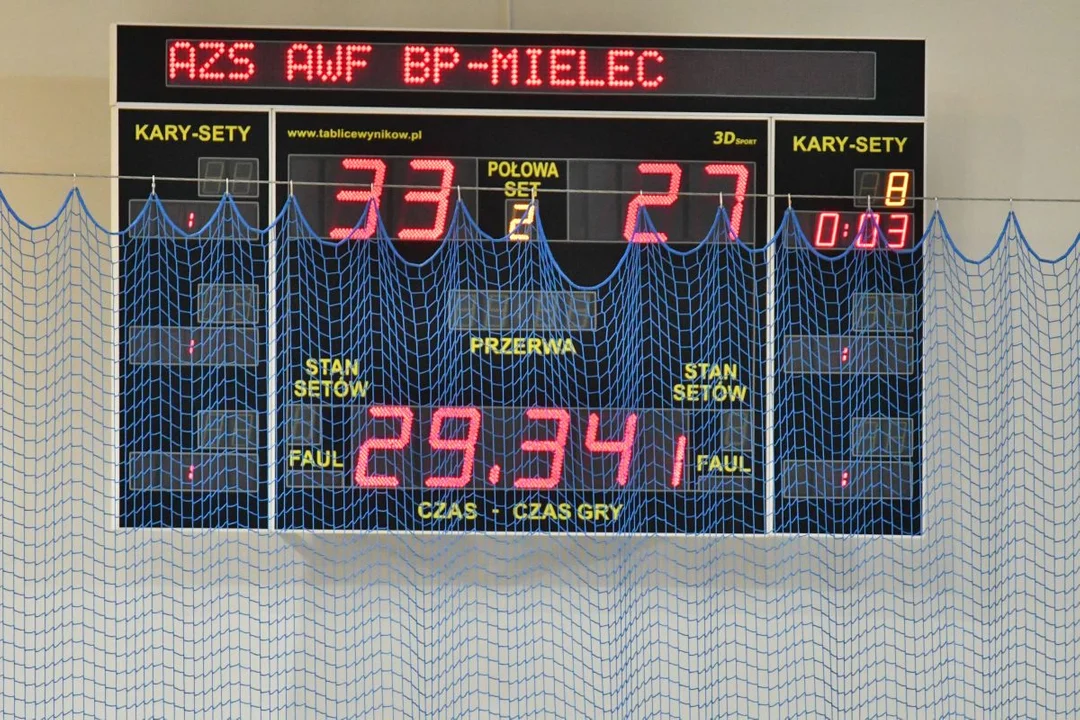 AZS AWF BP-MIELEC
KARY-SETY
www.tablicewynikow.pl
3D SPORT
KARY-SETY
33
POŁOWA
SET
2
27
8
0:03
PRZERWA
STAN
SETÓW
STAN
SETÓW
29.34
FAUL
FAUL
CZAS - CZAS GRY